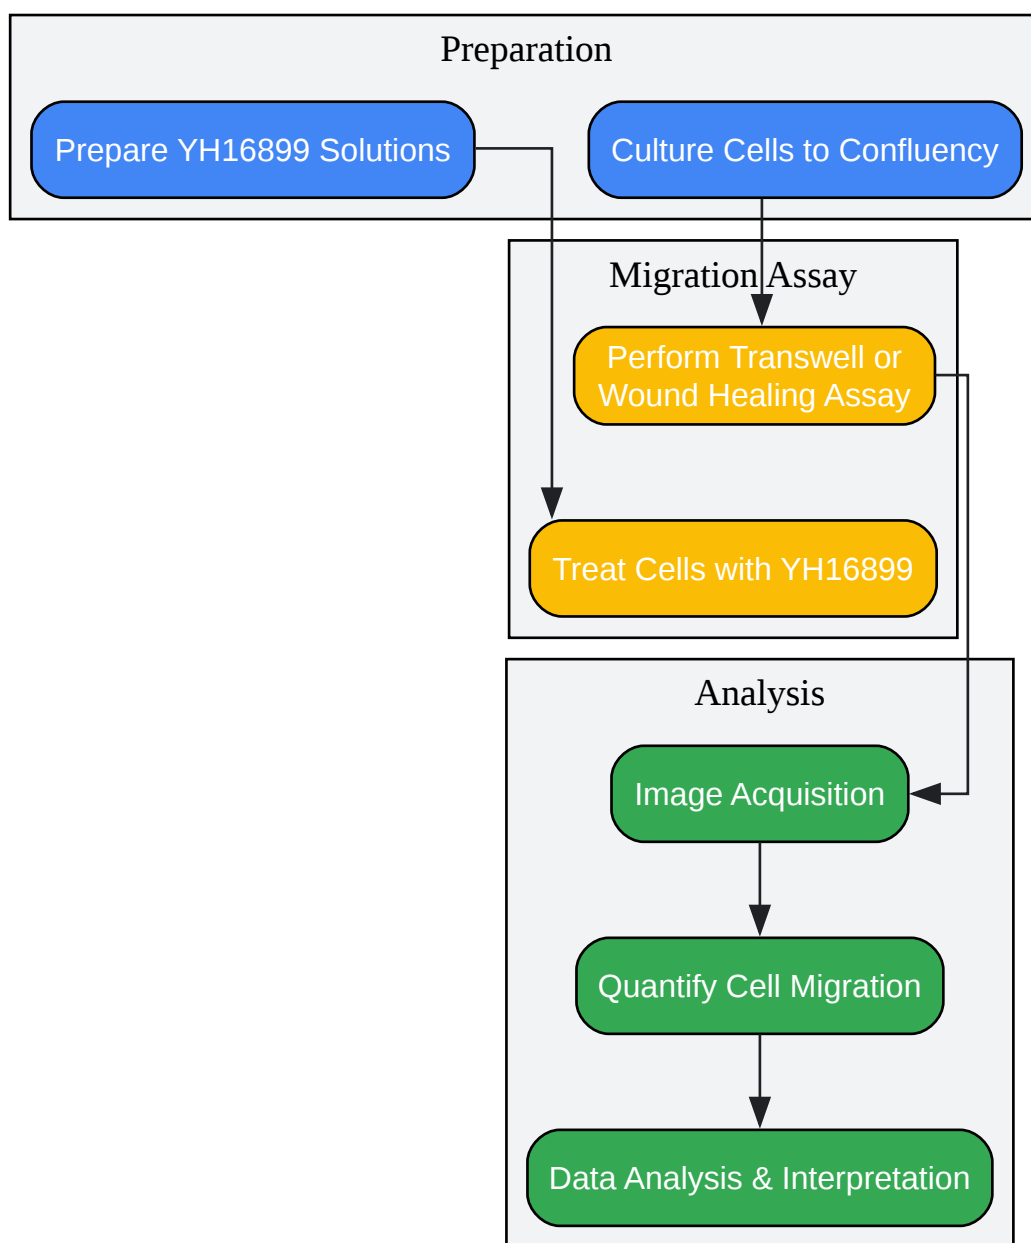 Preparation
Prepare YH16899 Solutions
Culture Cells to Confluency
Migration Assay
Perform Transwell or
Wound Healing Assay
Treat Cells with YH16899
Analysis
Image Acquisition
Quantify Cell Migration
Data Analysis & Interpretation